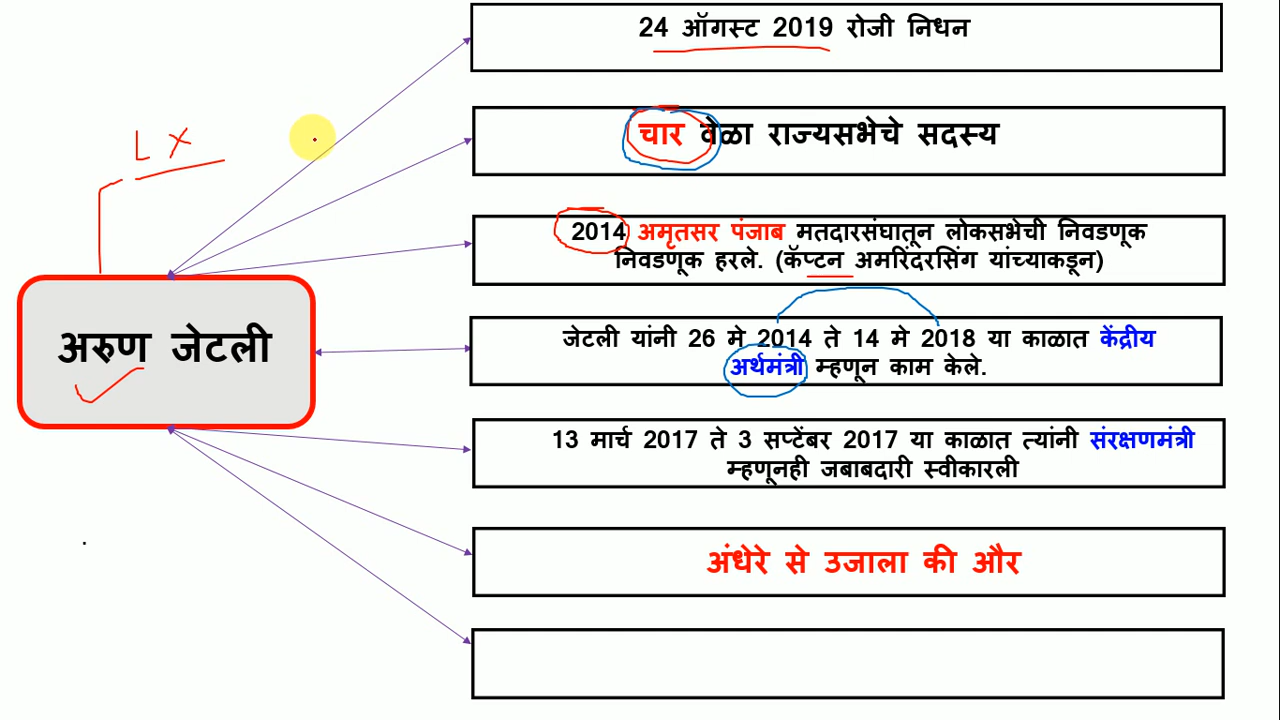 24 ऑगस्ट 2019 रोजी निधन
L X
चार वेळा राज्यसभेचे सदस्य
2014 अमृतसर पंजाब मतदारसंघातून लोकसभेची निवडणूक
निवडणूक हरले. (कॅप्टन अमरिंदरसिंग यांच्याकडून)
अरुण जेटली
जेटली यांनी 26 मे 2014 ते 14 मे 2018 या काळात केंद्रीय
अर्थमंत्री म्हणून काम केले.
13 मार्च 2017 ते 3 सप्टेंबर 2017 या काळात त्यांनी संरक्षणमंत्री
म्हणूनही जबाबदारी स्वीकारली
अंधेरे से उजाला की और